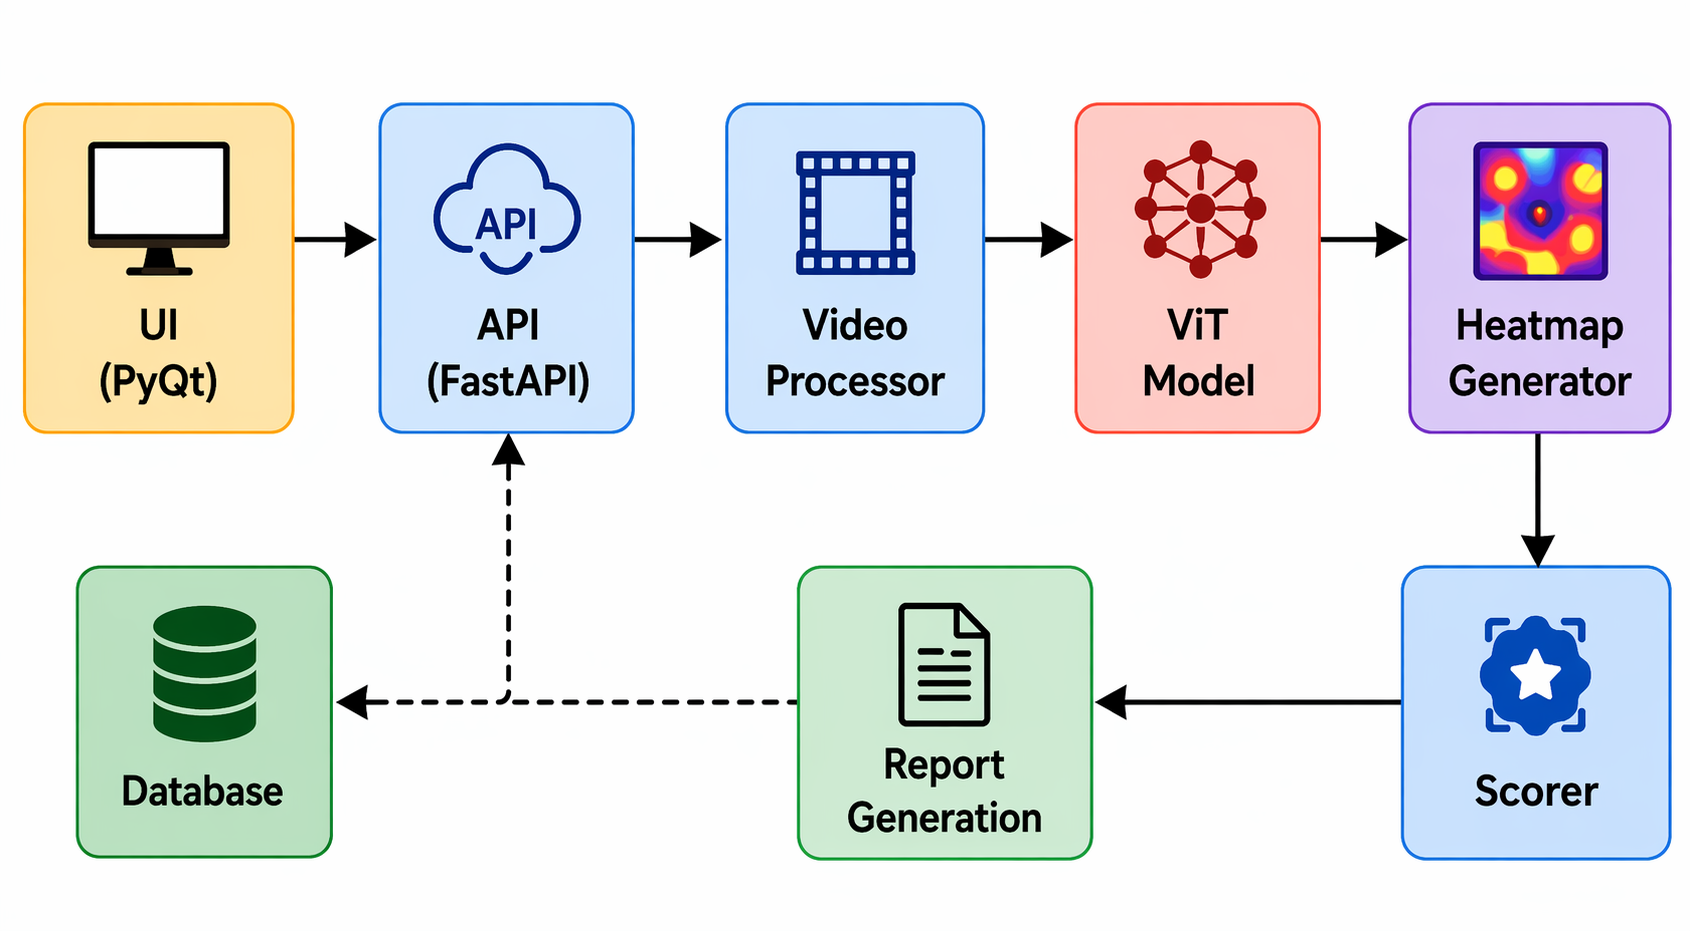 API
UI
(PyQt)
API
(FastAPI)
Video
Processor
ViT
Model
Heatmap
Generator
Database
Report
Generation
Scorer